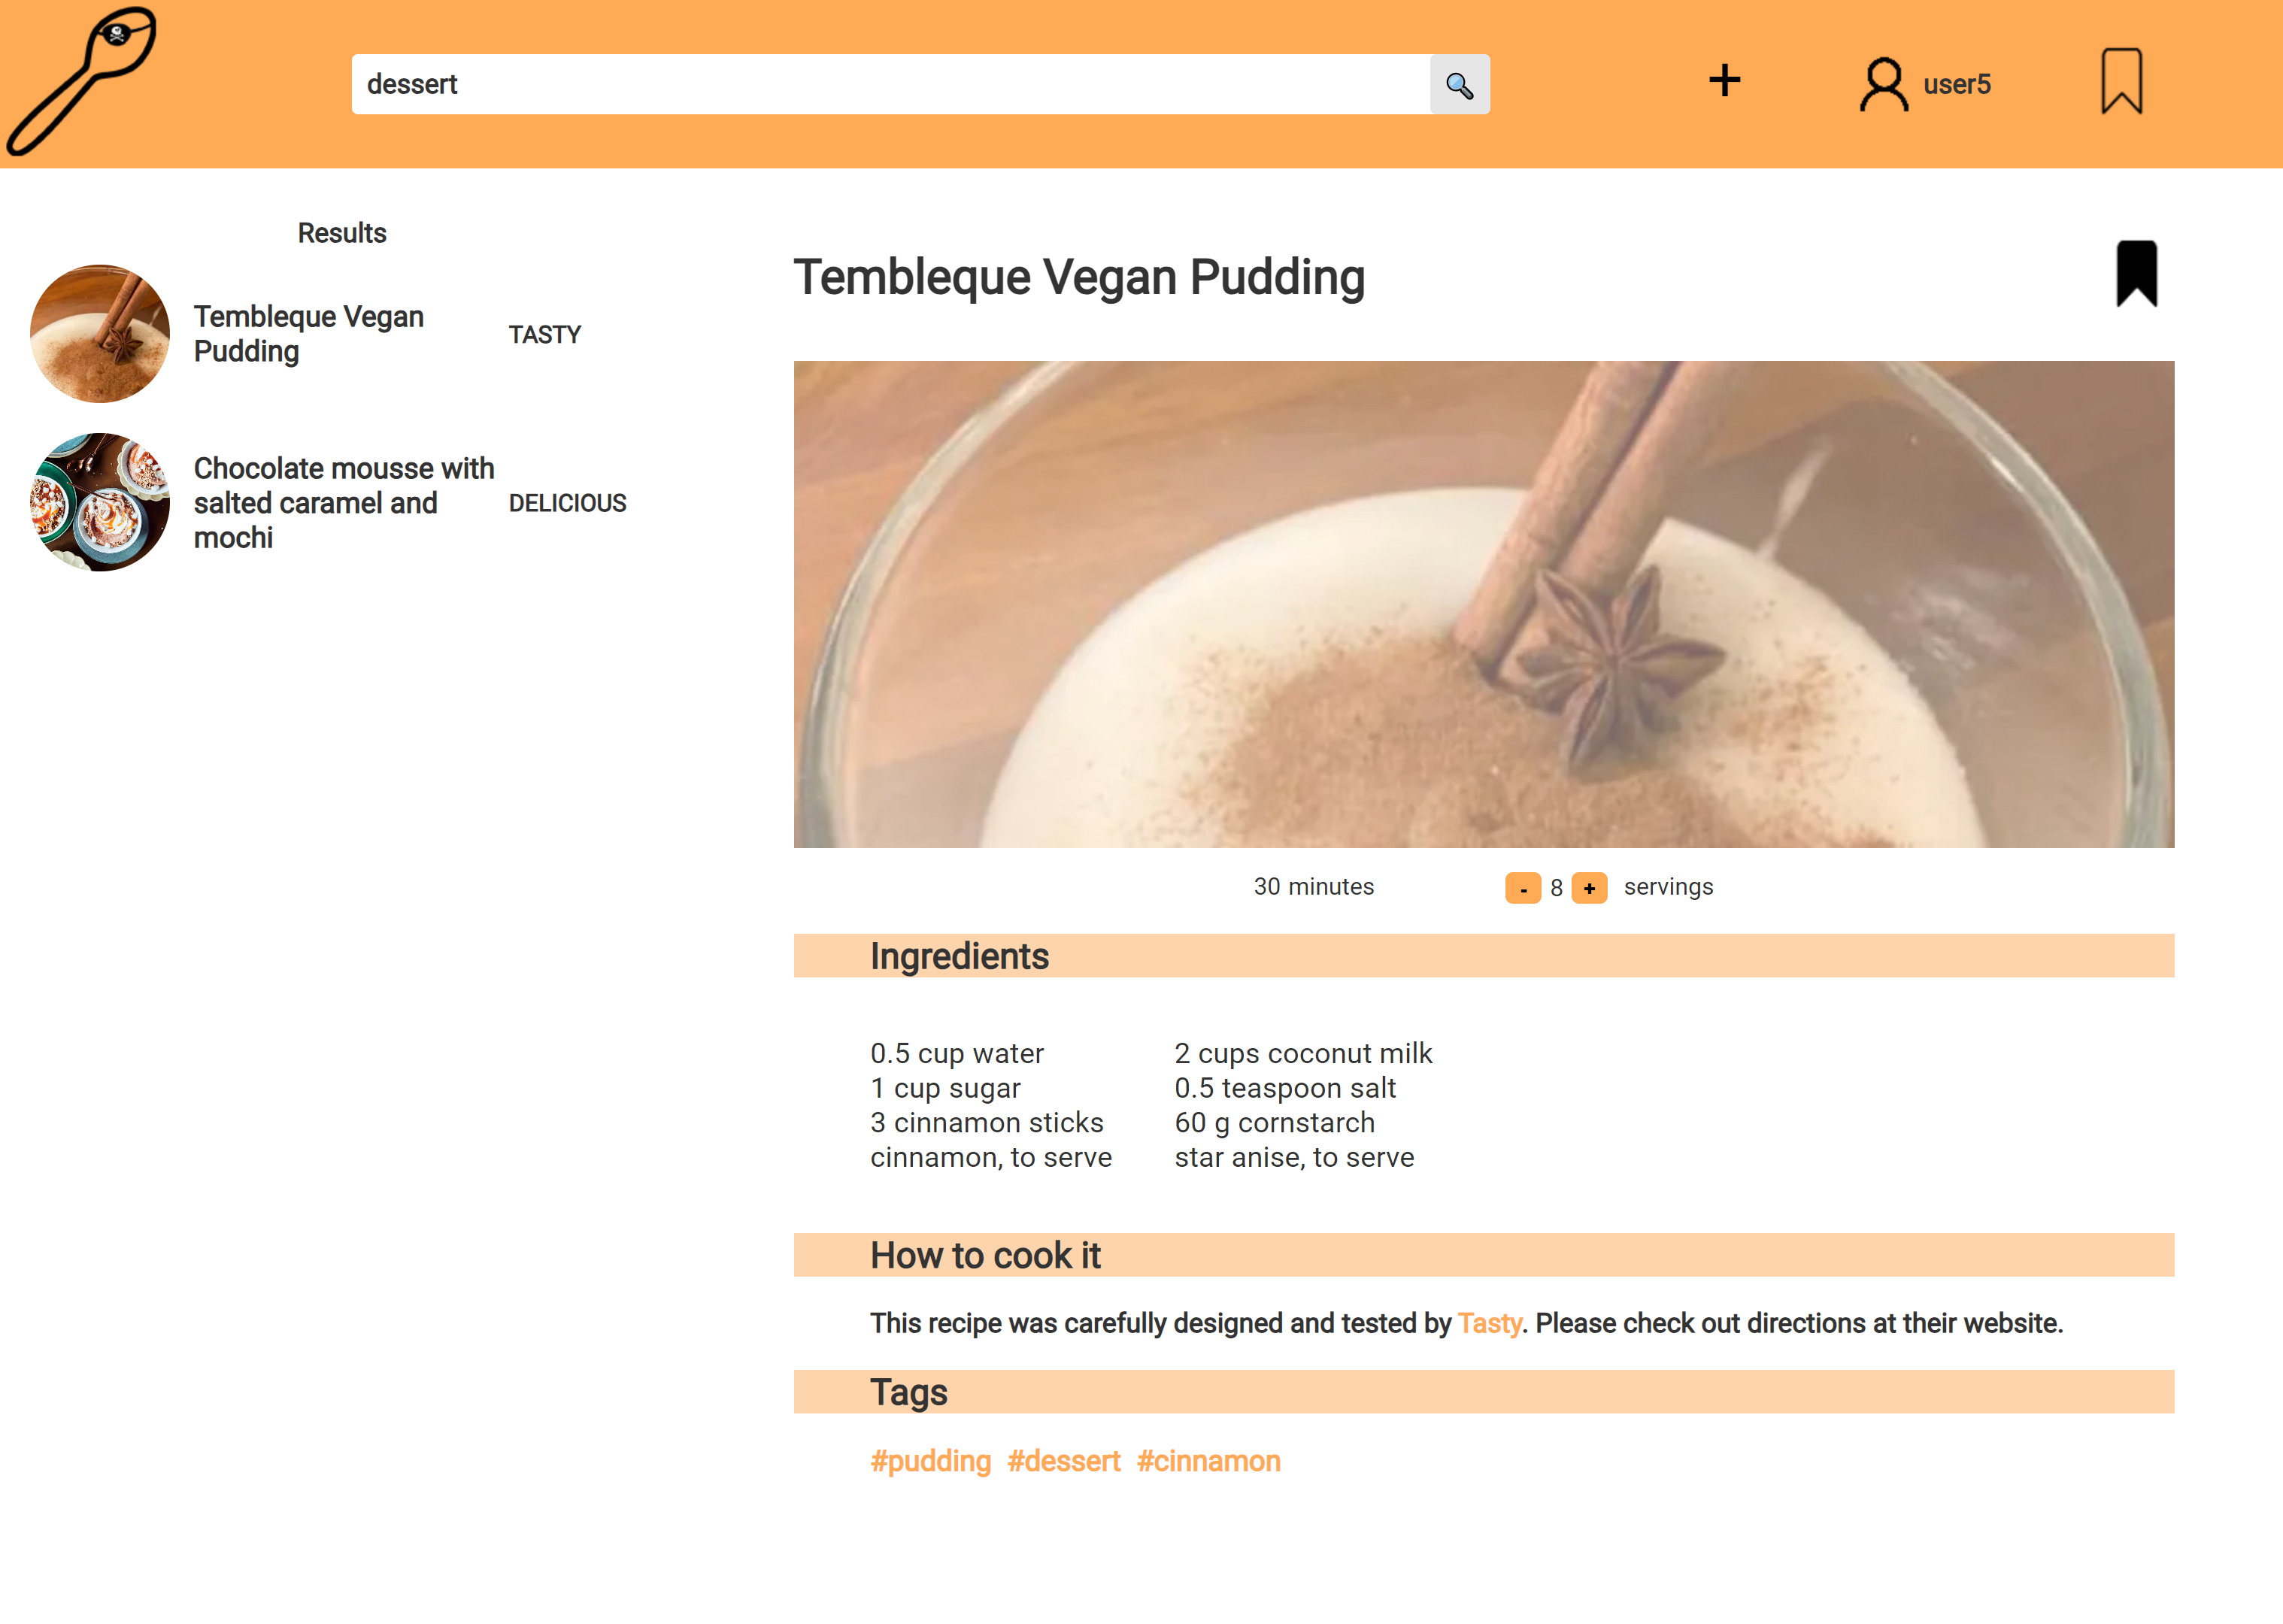 dessert
+
user5
Results
Tembleque Vegan
Pudding
TASTY
Chocolate mousse with
salted caramel and
mochi
DELICIOUS
Tembleque Vegan Pudding
30 minutes
- 8 + servings
Ingredients
0.5 cup water
2 cups coconut milk
1 cup sugar
0.5 teaspoon salt
3 cinnamon sticks
60 g cornstarch
cinnamon, to serve
star anise, to serve
How to cook it
This recipe was carefully designed and tested by Tasty. Please check out directions at their website.
Tags
#pudding #dessert #cinnamon